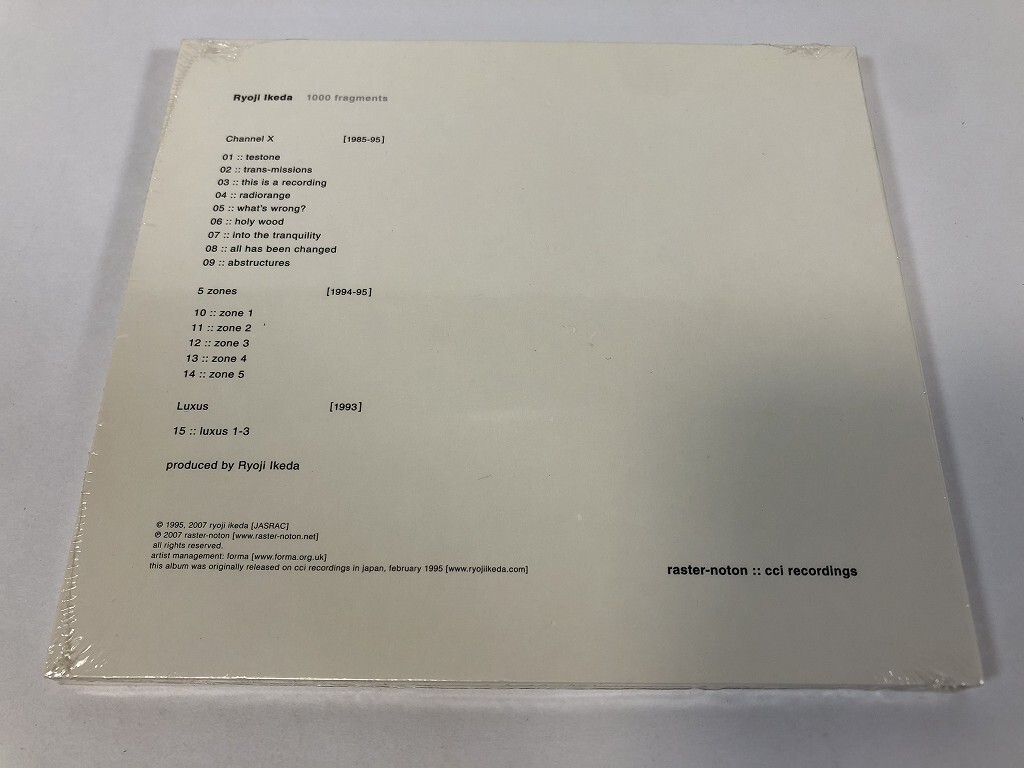 Ryoji Ikeda 1000 fragments
Channel X [1985-95]
01 :: testone
02 :: trans-missions
03 :: this is a recording
04 :: radiorange
05 :: what's wrong?
06 :: holy wood
07 :: into the tranquility
08 :: all has been changed
09 :: abstructures
5 zones [1994-95]
10 :: zone 1
11 :: zone 2
12 :: zone 3
13 :: zone 4
14 :: zone 5
Luxus [1993]
15 :: luxus 1-3
produced by Ryoji Ikeda
© 1995, 2007 ryoji ikeda [JASRAC]
℗ 2007 raster-noton [www.raster-noton.net]
all rights reserved.
artist management: forma [www.forma.org.uk]
this album was originally released on cci recordings in japan, february 1995 [www.ryojiikeda.com]
raster-noton :: cci recordings